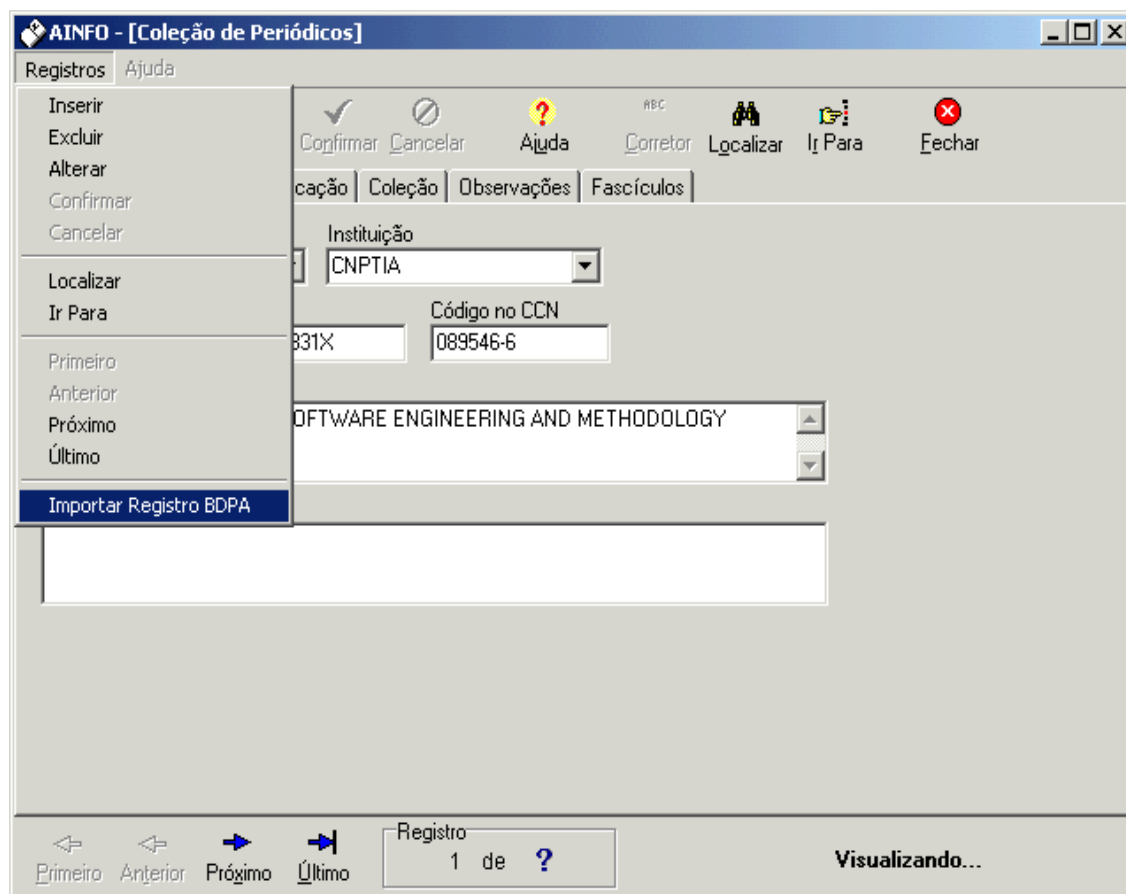 AINFO - [Coleção de Periódicos]
Registros Ajuda
Inserir
Excluir
Alterar
Confirmar
Cancelar
Localizar
Ir Para
Primeiro
Anterior
Próximo
Último
Importar Registro BDPA
Confirmar Cancelar Ajuda ABC Corretor Localizar Ir Para Fechar
cação Coleção Observações Fascículos
Instituição
CNPTIA
Código no CCN
331X 089546-6
OFTWARE ENGINEERING AND METHODOLOGY
Primeiro Anterior Próximo Último
Registro
1 de ?
Visualizando...